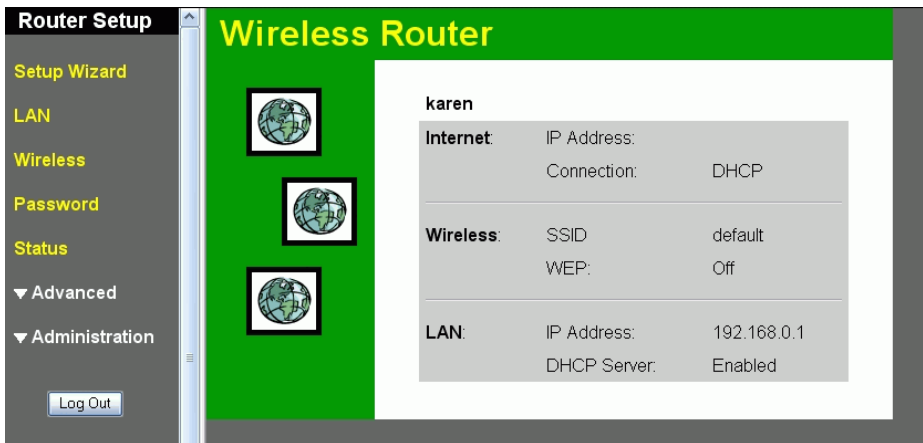 Router Setup
Setup Wizard
LAN
Wireless
Password
Status
Advanced
Administration
Log Out
Wireless Router
karen
Internet: IP Address:
Connection: DHCP
Wireless: SSID default
WEP: Off
LAN: IP Address: 192.168.0.1
DHCP Server: Enabled